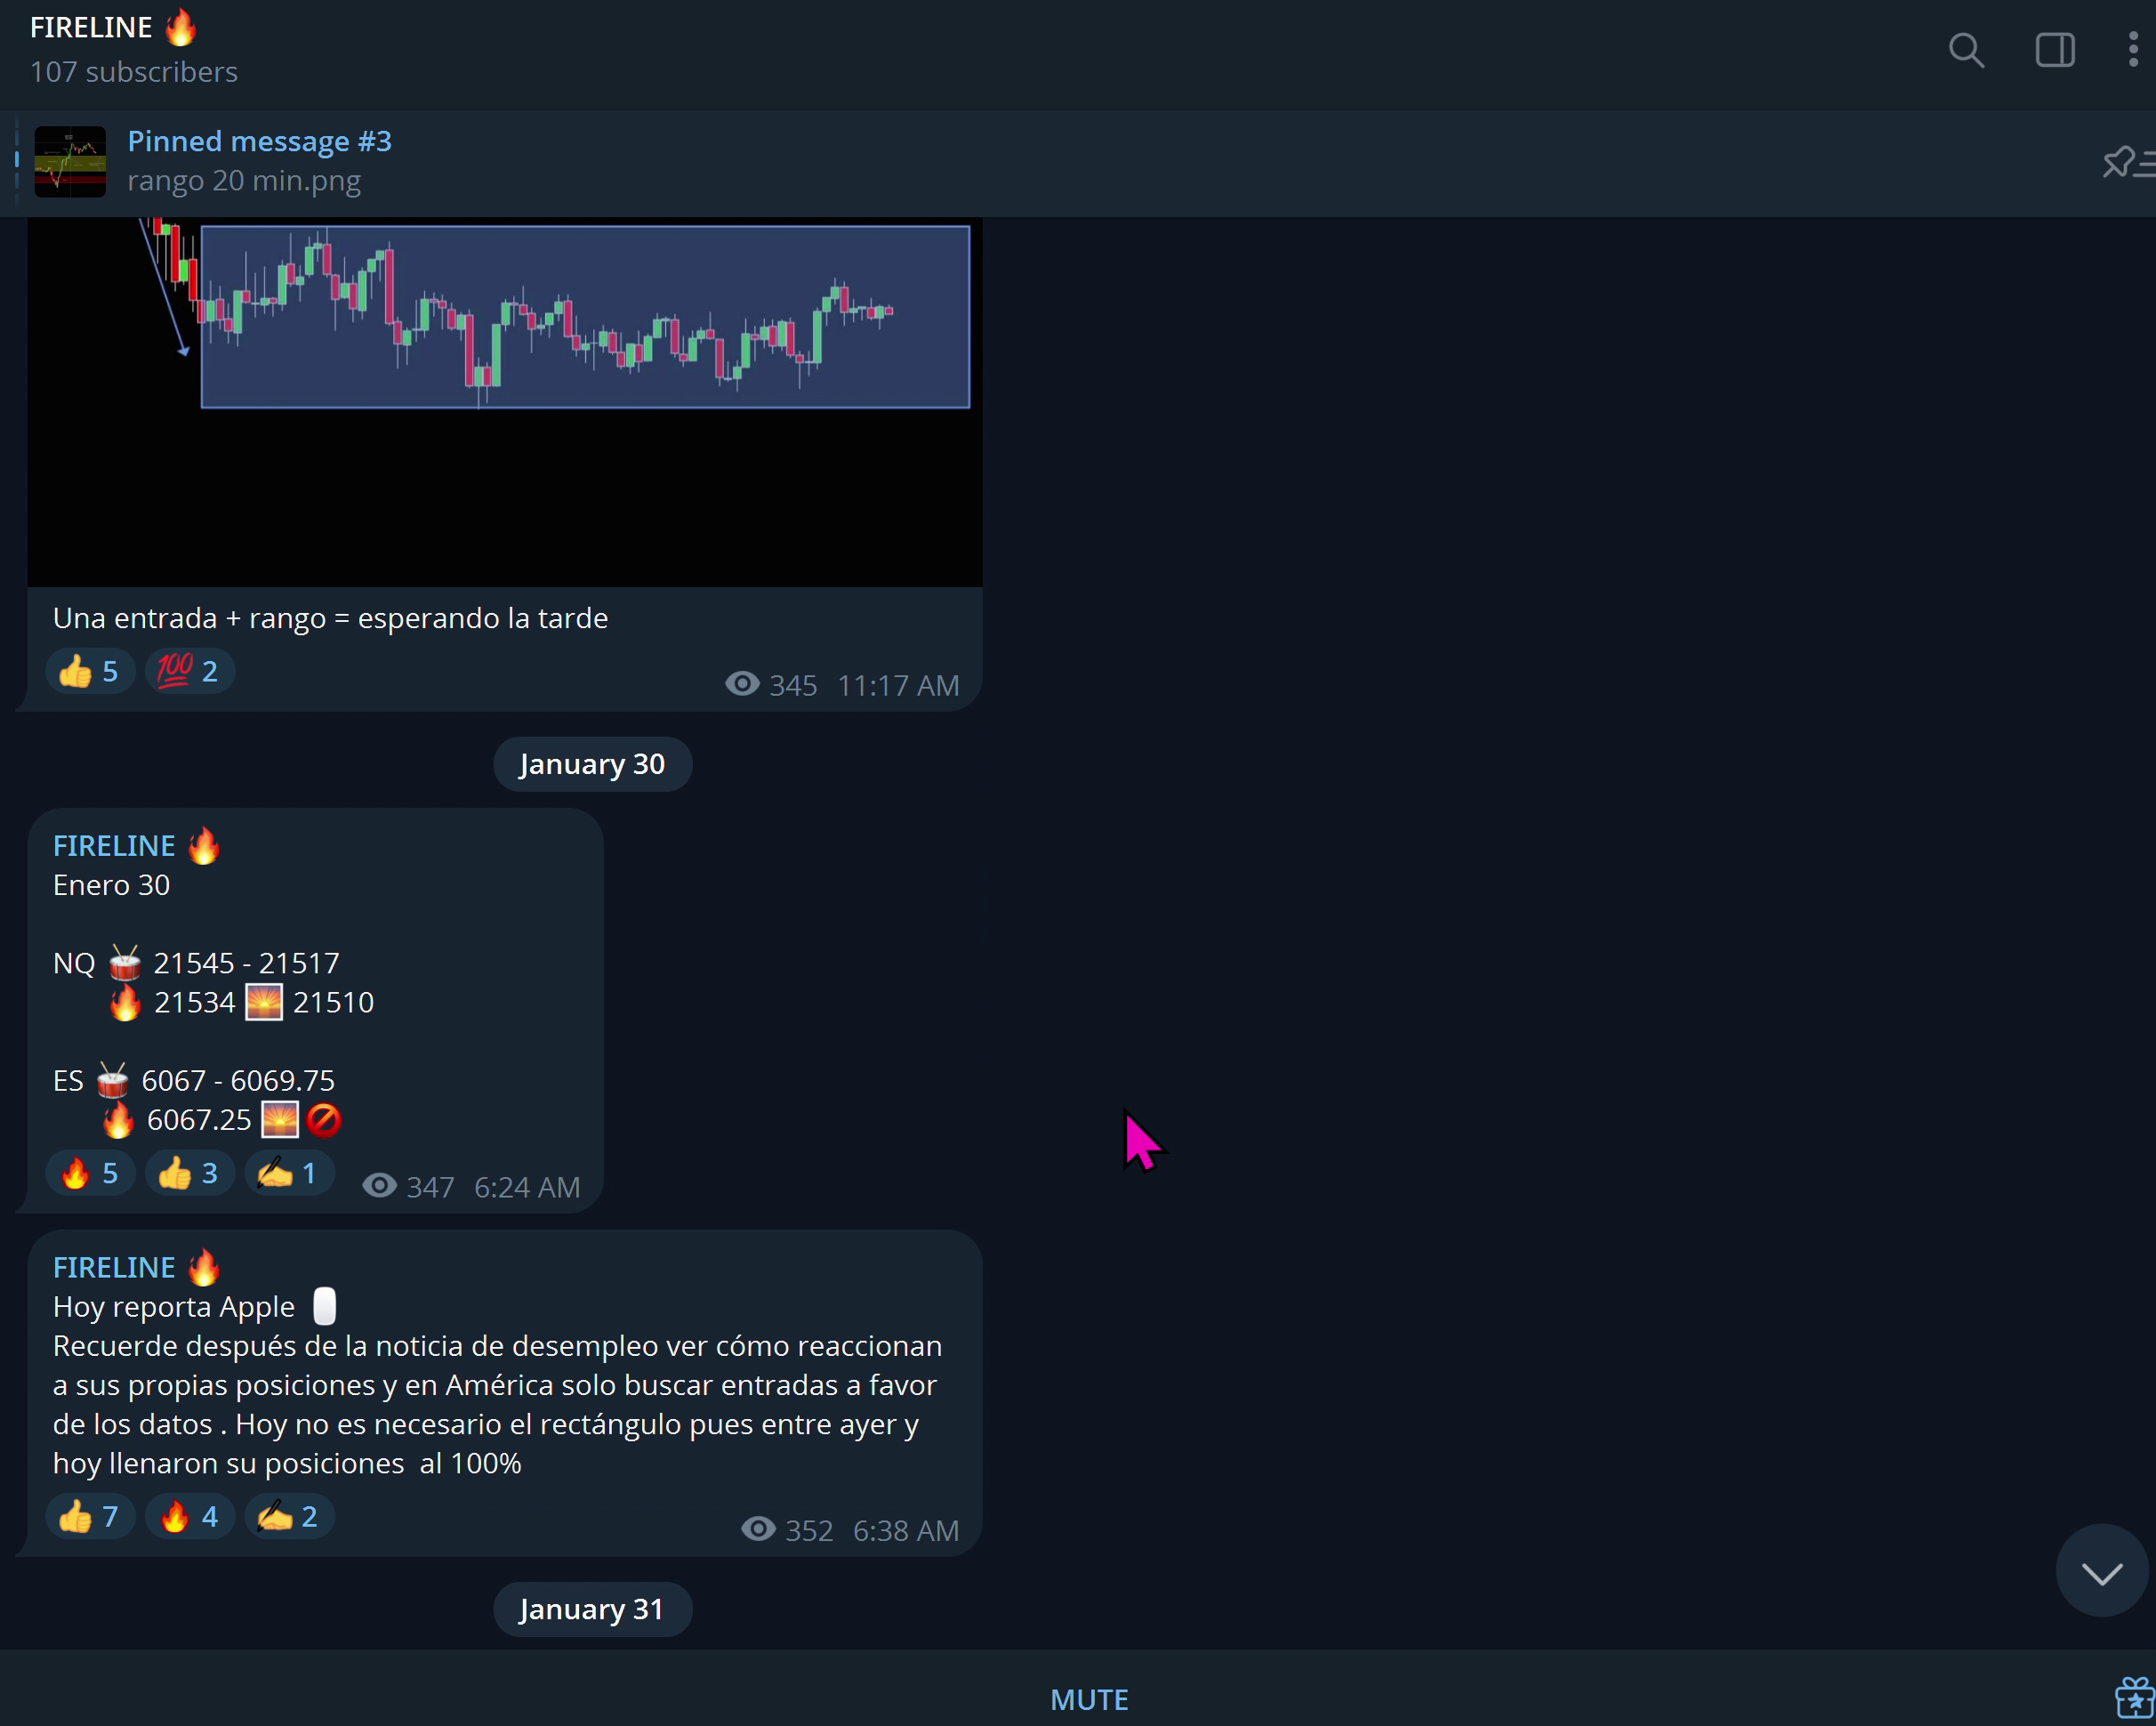 FIRELINE 🔥
107 subscribers
Pinned message #3
rango 20 min.png
Una entrada + rango = esperando la tarde
👍 5 💯 2 345 11:17 AM
January 30
FIRELINE 🔥
Enero 30
NQ 🥁 21545 - 21517
🔥 21534 🌅 21510
ES 🥁 6067 - 6069.75
🔥 6067.25 🌅🚫
🔥 5 👍 3 ✍ 1 347 6:24 AM
FIRELINE 🔥
Hoy reporta Apple
Recuerde después de la noticia de desempleo ver cómo reaccionan
a sus propias posiciones y en América solo buscar entradas a favor
de los datos . Hoy no es necesario el rectángulo pues entre ayer y
hoy llenaron su posiciones  al 100%
👍 7 🔥 4 ✍ 2 352 6:38 AM
January 31
MUTE